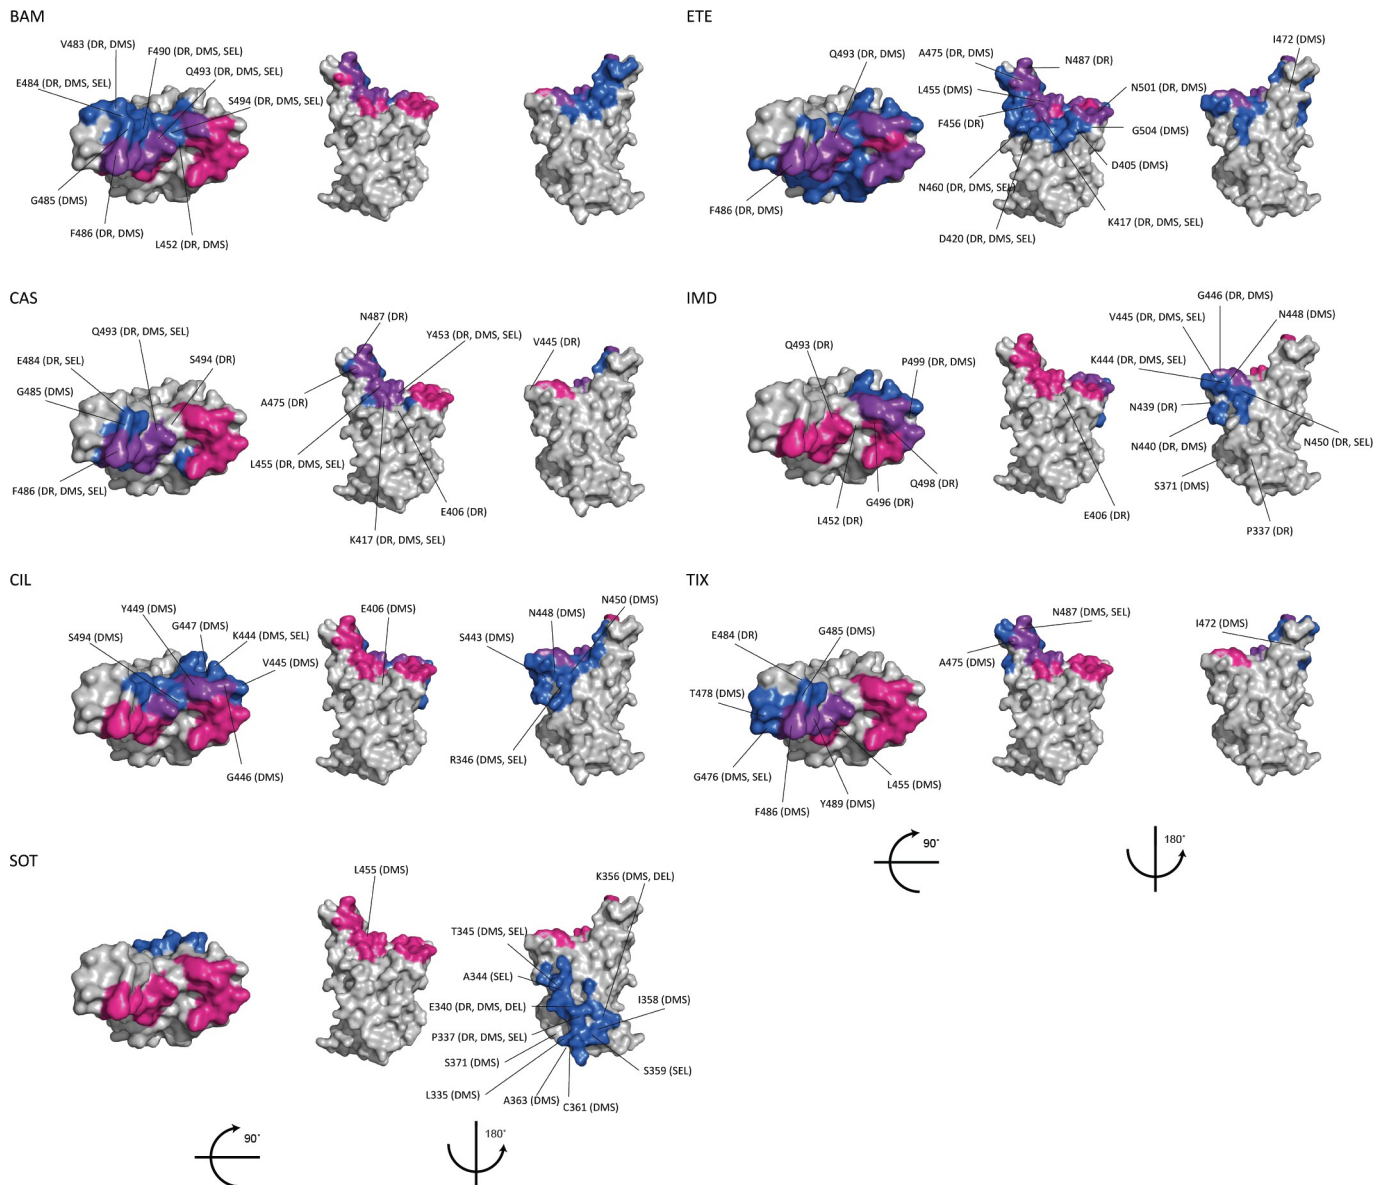 BAM
V483 (DR, DMS)
F490 (DR, DMS, SEL)
Q493 (DR, DMS, SEL)
E484 (DR, DMS, SEL)
S494 (DR, DMS, SEL)
G485 (DMS)
F486 (DR, DMS)
L452 (DR, DMS)
ETE
Q493 (DR, DMS)
A475 (DR, DMS)
N487 (DR)
I472 (DMS)
L455 (DMS)
N501 (DR, DMS)
F456 (DR)
G504 (DMS)
D405 (DMS)
N460 (DR, DMS, SEL)
F486 (DR, DMS)
K417 (DR, DMS, SEL)
D420 (DR, DMS, SEL)
CAS
Q493 (DR, DMS, SEL)
E484 (DR, SEL)
S494 (DR)
G485 (DMS)
F486 (DR, DMS, SEL)
N487 (DR)
Y453 (DR, DMS, SEL)
V445 (DR)
A475 (DR)
L455 (DR, DMS, SEL)
E406 (DR)
K417 (DR, DMS, SEL)
IMD
Q493 (DR)
P499 (DR, DMS)
Q498 (DR)
G496 (DR)
L452 (DR)
E406 (DR)
G446 (DR, DMS)
V445 (DR, DMS, SEL)
N448 (DMS)
K444 (DR, DMS, SEL)
N439 (DR)
N440 (DR, DMS)
N450 (DR, SEL)
S371 (DMS)
P337 (DR)
CIL
Y449 (DMS)
G447 (DMS)
S494 (DMS)
K444 (DMS, SEL)
V445 (DMS)
G446 (DMS)
E406 (DMS)
N448 (DMS)
N450 (DMS)
S443 (DMS)
R346 (DMS, SEL)
TIX
E484 (DR)
G485 (DMS)
T478 (DMS)
G476 (DMS, SEL)
F486 (DMS)
Y489 (DMS)
L455 (DMS)
N487 (DMS, SEL)
A475 (DMS)
I472 (DMS)
90°
180°
SOT
L455 (DMS)
K356 (DMS, DEL)
T345 (DMS, SEL)
A344 (SEL)
E340 (DR, DMS, DEL)
I358 (DMS)
P337 (DR, DMS, SEL)
S371 (DMS)
S359 (SEL)
L335 (DMS)
A363 (DMS)
C361 (DMS)
90°
180°